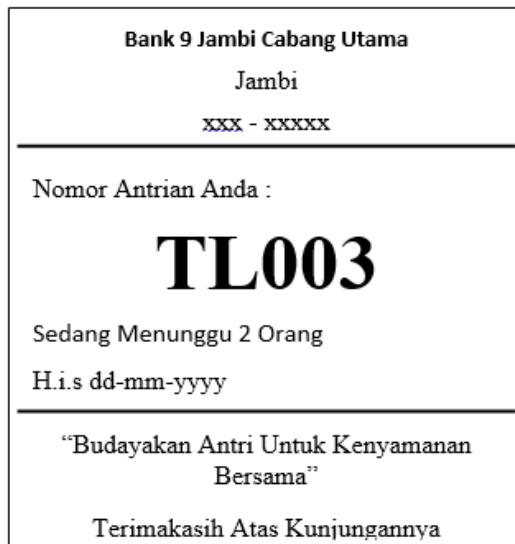 Bank 9 Jambi Cabang Utama
Jambi
xxx - xxxxx
Nomor Antrian Anda :
TL003
Sedang Menunggu 2 Orang
H.i.s dd-mm-yyyy
“Budayakan Antri Untuk Kenyamanan
Bersama”
Terimakasih Atas Kunjungannya